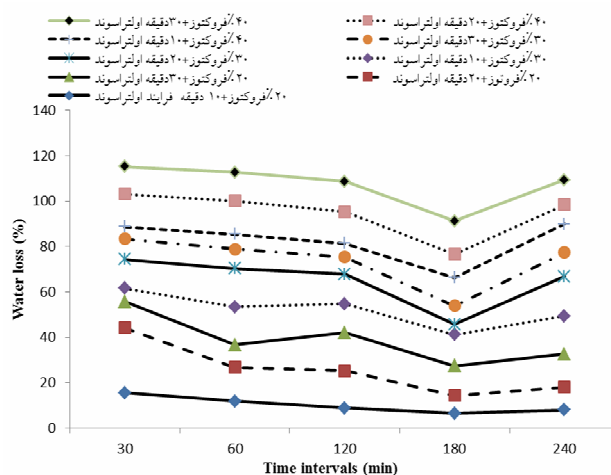 ۴۰٪فروکتوز+۳۰دقیقه اولتراسوند
۴۰٪فروکتوز+۲۰دقیقه اولتراسوند
۴۰٪فروکتوز+۱۰دقیقه اولتراسوند
۳۰٪فروکتوز+۳۰دقیقه اولتراسوند
۳۰٪فروکتوز+۲۰دقیقه اولتراسوند
۳۰٪فروکتوز+۱۰دقیقه اولتراسوند
۲۰٪فروکتوز+۳۰دقیقه اولتراسوند
۲۰٪فرونوز+۲۰دقیقه اولتراسوند
۲۰٪فروکتوز+۱۰ دقیقه فرایند اولتراسوند
140
120
100
80
60
40
20
0
Water loss (%)
30 60 120 180 240
Time intervals (min)